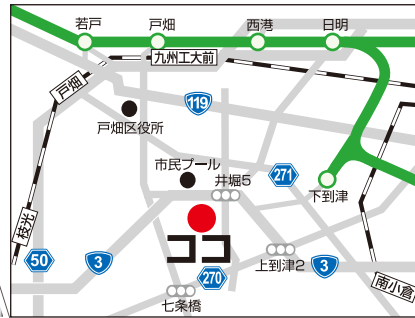 若戸
戸畑
西港
日明
九州工大前
戸畑
119
戸畑区役所
市民プール
井堀5
271
下到津
枝光
ココ
50
3
270
上到津2
3
七条橋
南小倉